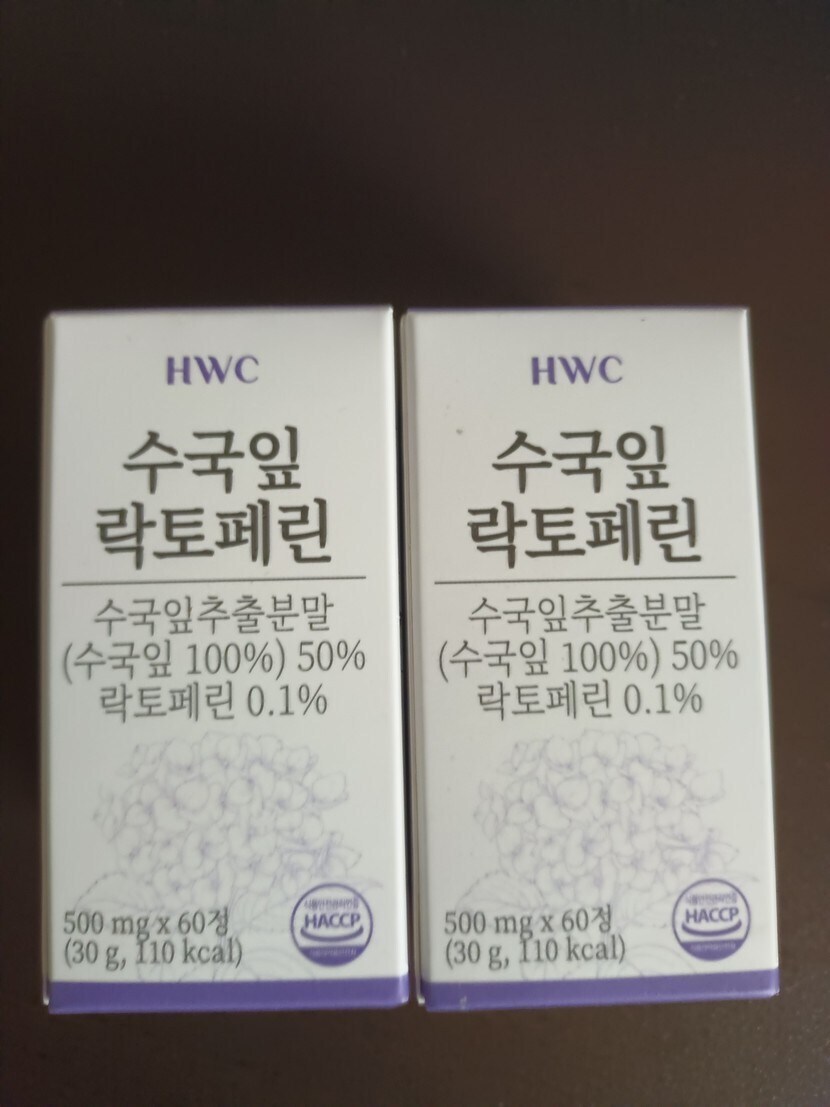 HWC
수국잎
락토페린
수국잎추출분말
(수국잎 100%) 50%
락토페린 0.1%
500 mg x 60정
(30 g, 110 kcal)
HACCP
HWC
수국잎
락토페린
수국잎추출분말
(수국잎 100%) 50%
락토페린 0.1%
500 mg x 60정
(30 g, 110 kcal)
HACCP